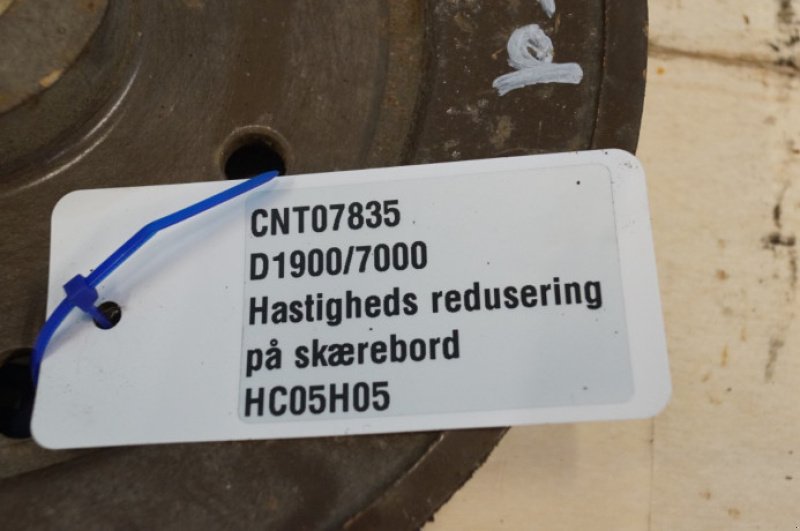 CNT07835
D1900/7000
Hastigheds redusering
på skærebord
HC05H05